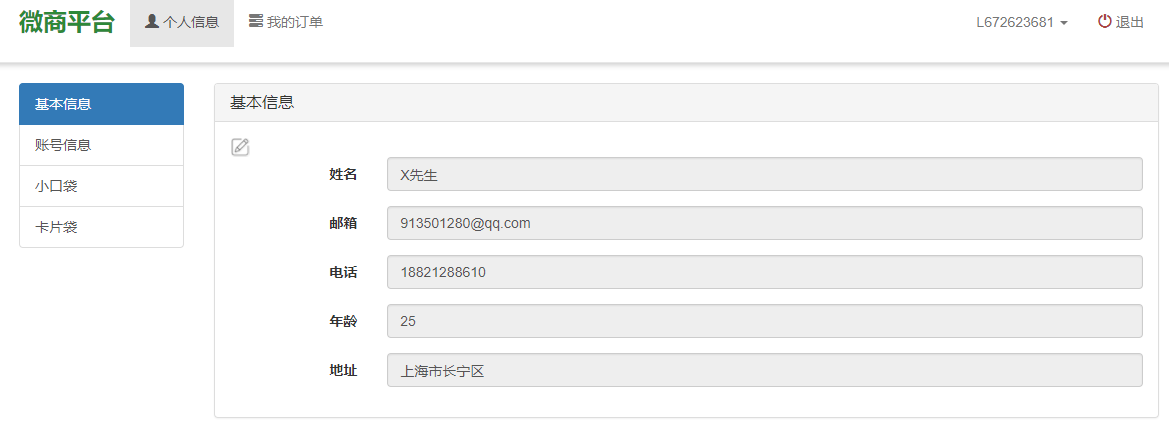 微商平台 个人信息 我的订单 L672623681 退出
基本信息
账号信息
小口袋
卡片袋
基本信息
姓名 X先生
邮箱 913501280@qq.com
电话 18821288610
年龄 25
地址 上海市长宁区